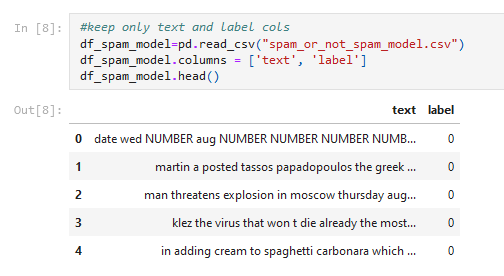 In [8]: #keep only text and label cols
df_spam_model=pd.read_csv("spam_or_not_spam_model.csv")
df_spam_model.columns = ['text', 'label']
df_spam_model.head()
Out[8]: text label
0 date wed NUMBER aug NUMBER NUMBER NUMBER NUMB... 0
1 martin a posted tassos papadopoulos the greek ... 0
2 man threatens explosion in moscow thursday aug... 0
3 klez the virus that won t die already the most... 0
4 in adding cream to spaghetti carbonara which ... 0